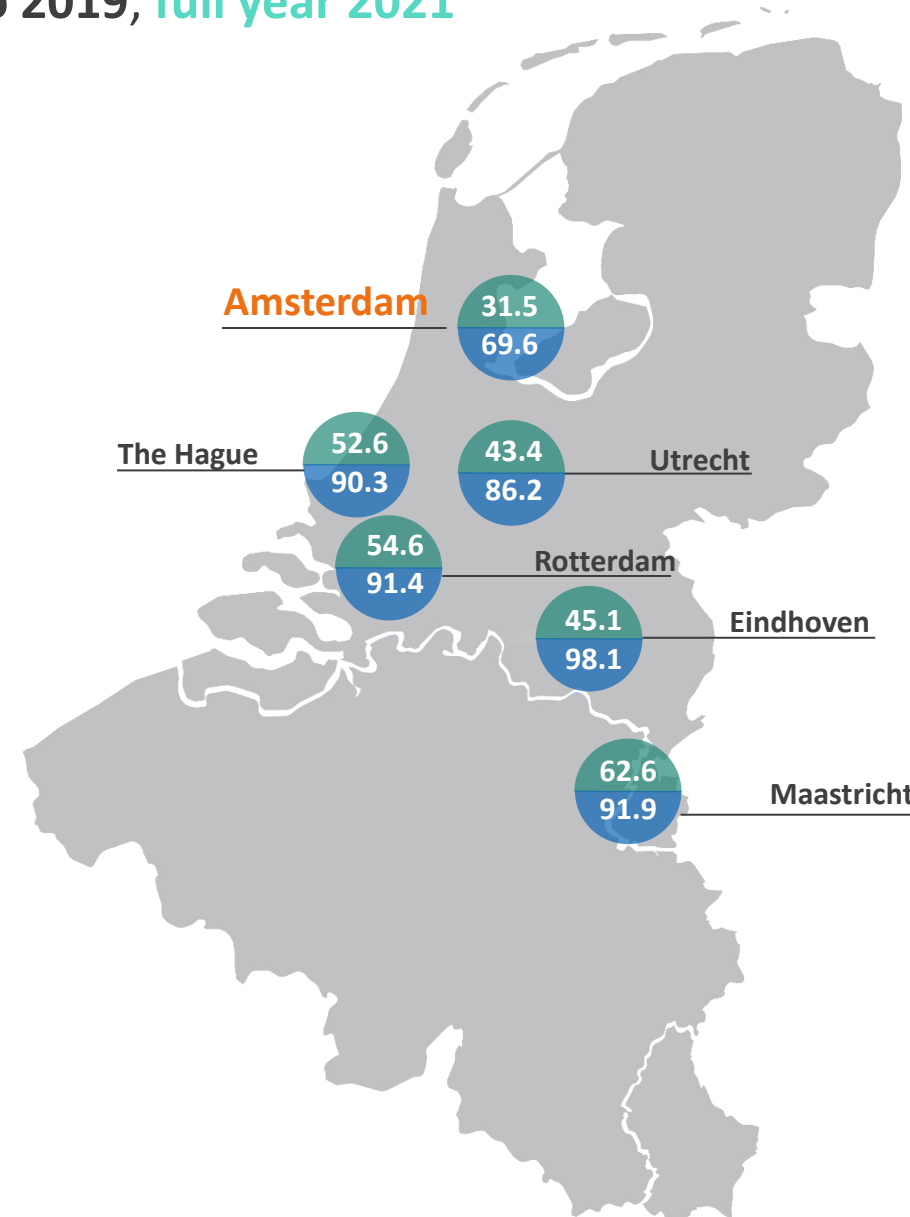 2019, full year 2021
Amsterdam
31.5
69.6
The Hague
52.6
90.3
43.4
86.2
Utrecht
54.6
91.4
Rotterdam
45.1
98.1
Eindhoven
62.6
91.9
Maastricht